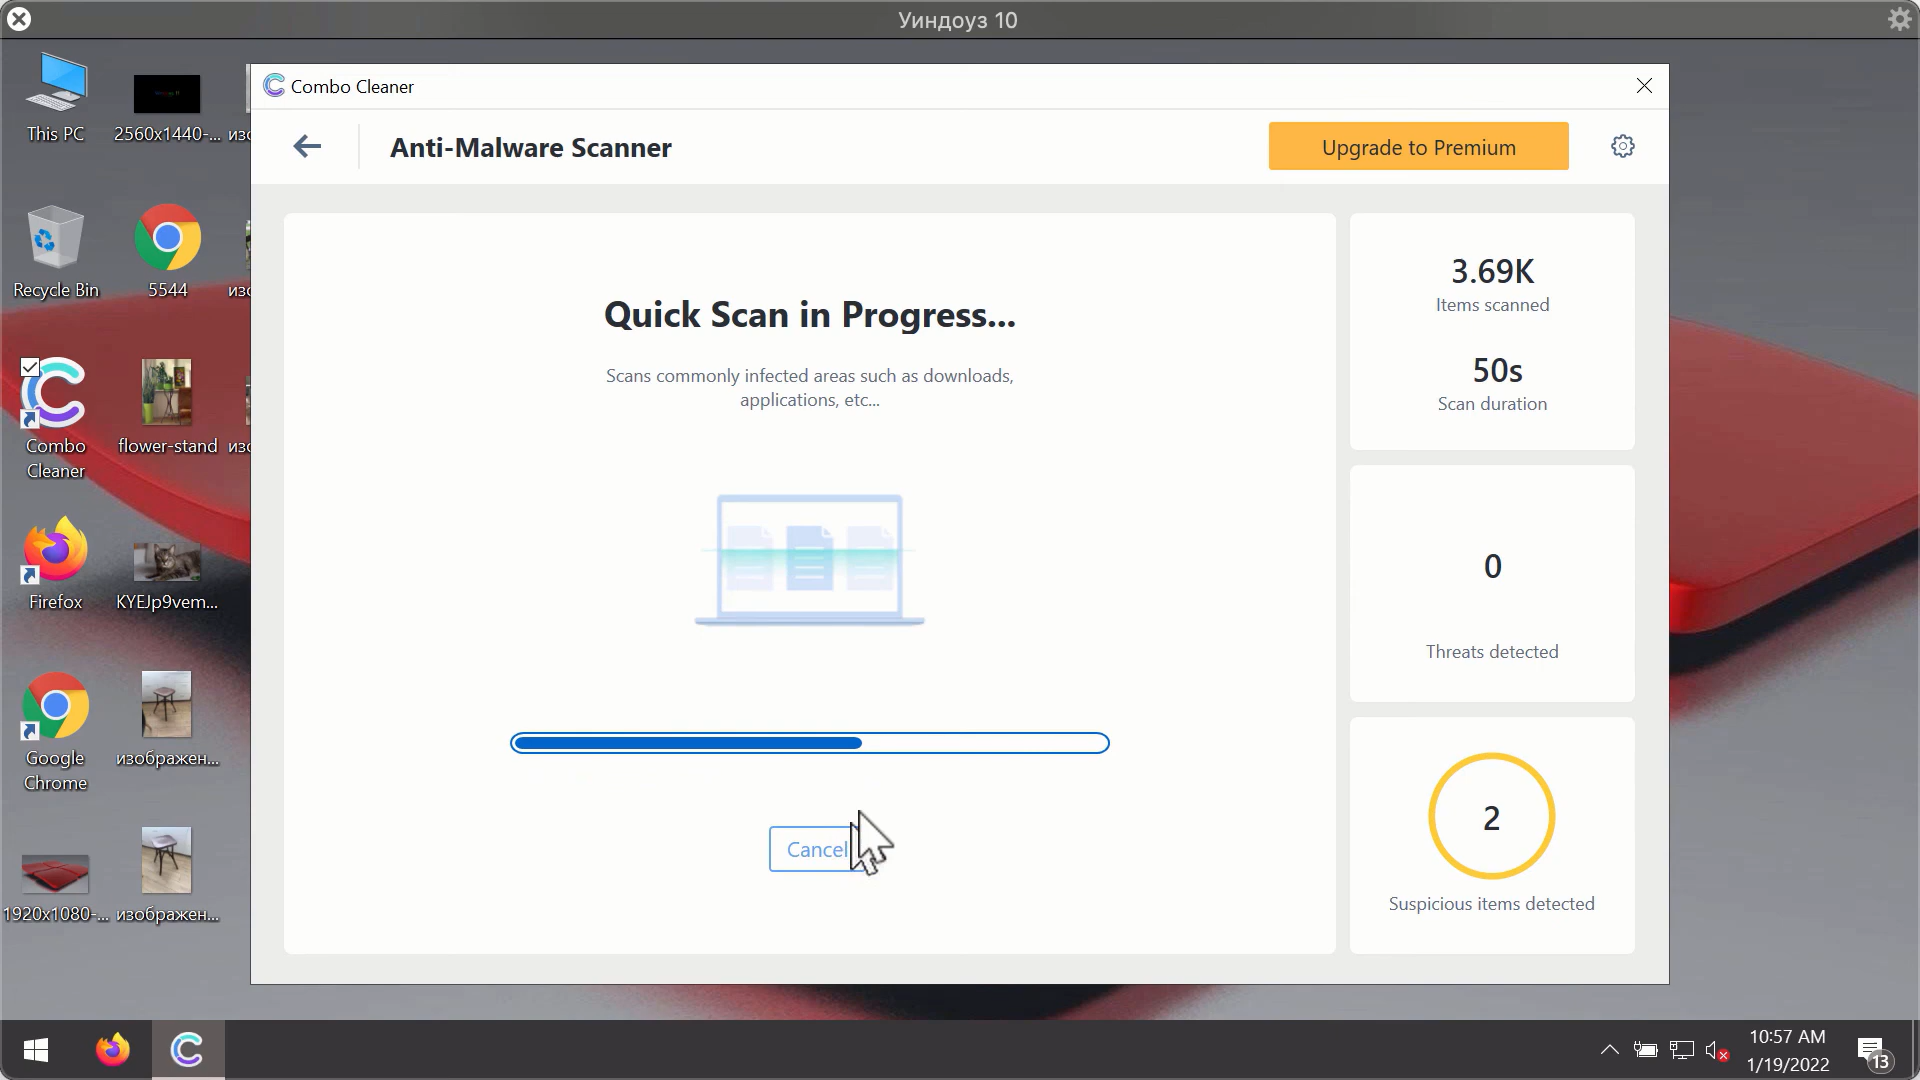 Уиндоуз 10
This PC
2560x1440-...
изо
Recycle Bin
5544
изо
Combo
Cleaner
flower-stand
изо
Firefox
KYEJp9vem...
Google
Chrome
изображен...
1920x1080-...
изображен...
Combo Cleaner
Anti-Malware Scanner
Upgrade to Premium
Quick Scan in Progress...
Scans commonly infected areas such as downloads,
applications, etc...
Cancel
3.69K
Items scanned
50s
Scan duration
0
Threats detected
2
Suspicious items detected
10:57 AM
1/19/2022
13